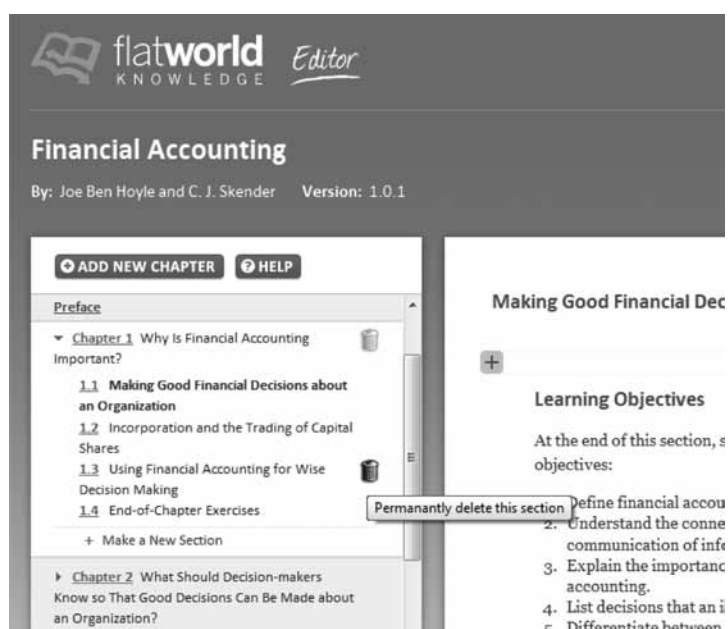 flatworld Editor
KNOWLEDGE
Financial Accounting
By: Joe Ben Hoyle and C. J. Skender Version: 1.0.1
ADD NEW CHAPTER HELP
Preface
Chapter 1 Why Is Financial Accounting
Important?
1.1 Making Good Financial Decisions about
an Organization
1.2 Incorporation and the Trading of Capital
Shares
1.3 Using Financial Accounting for Wise
Decision Making
1.4 End-of-Chapter Exercises
+ Make a New Section
Chapter 2 What Should Decision-makers
Know so That Good Decisions Can Be Made about
an Organization?
Permanantly delete this section
Making Good Financial Dec
Learning Objectives
At the end of this section, s
objectives:
Define financial accou
2. Understand the conne
communication of info
3. Explain the importanc
accounting.
4. List decisions that an i
5. Differentiate between